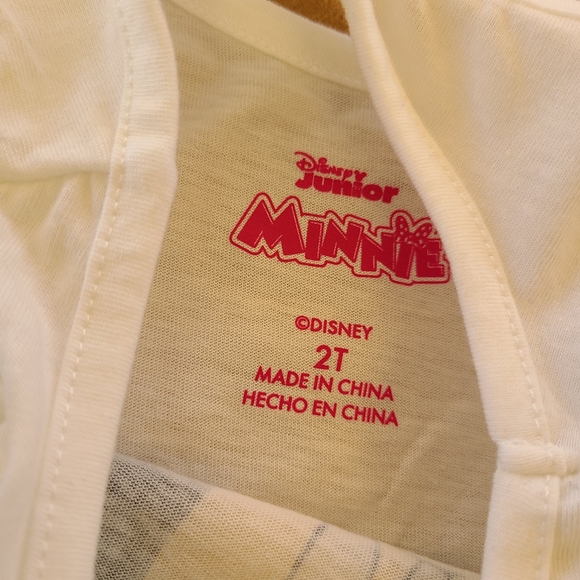 Disney
Junior
MINNIE
©DISNEY
2T
MADE IN CHINA
HECHO EN CHINA